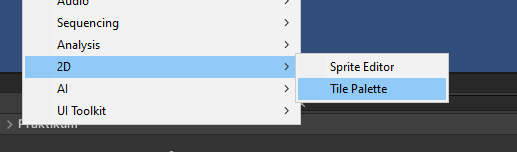 Audio
Sequencing
Analysis
2D
Sprite Editor
AI
Tile Palette
UI Toolkit
Praktikum